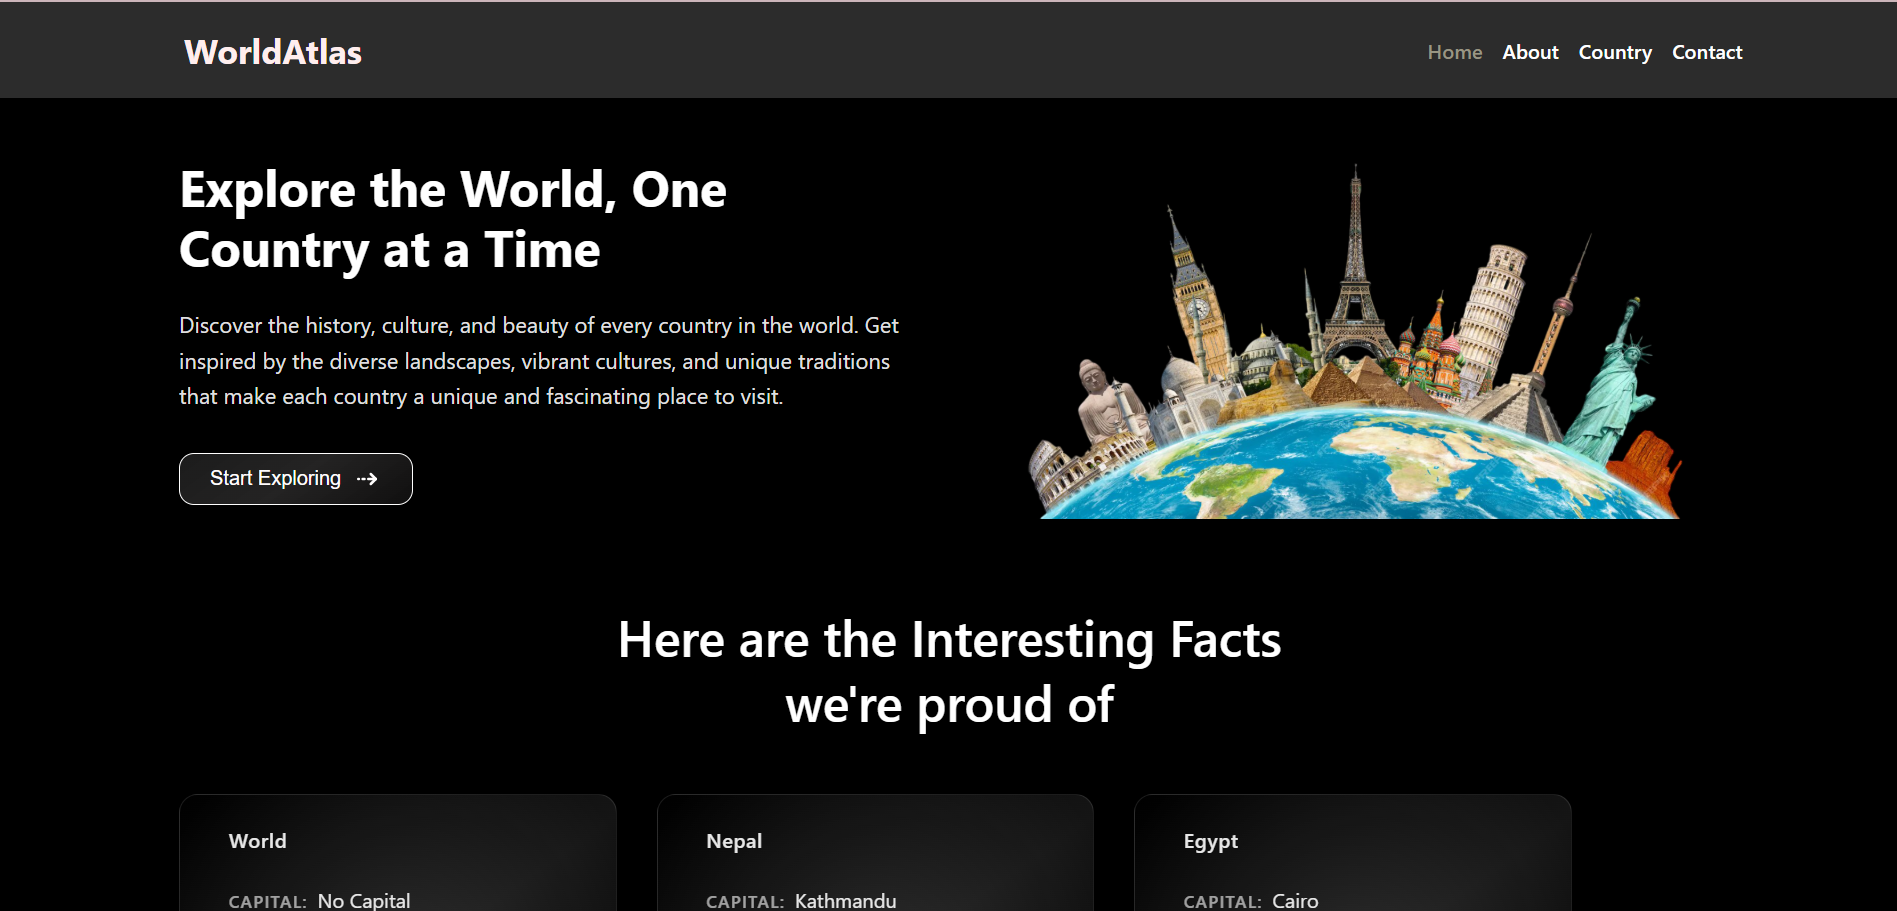 WorldAtlas
Home About Country Contact
Explore the World, One
Country at a Time
Discover the history, culture, and beauty of every country in the world. Get
inspired by the diverse landscapes, vibrant cultures, and unique traditions
that make each country a unique and fascinating place to visit.
Start Exploring
Here are the Interesting Facts
we're proud of
World
CAPITAL: No Capital
Nepal
CAPITAL: Kathmandu
Egypt
CAPITAL: Cairo